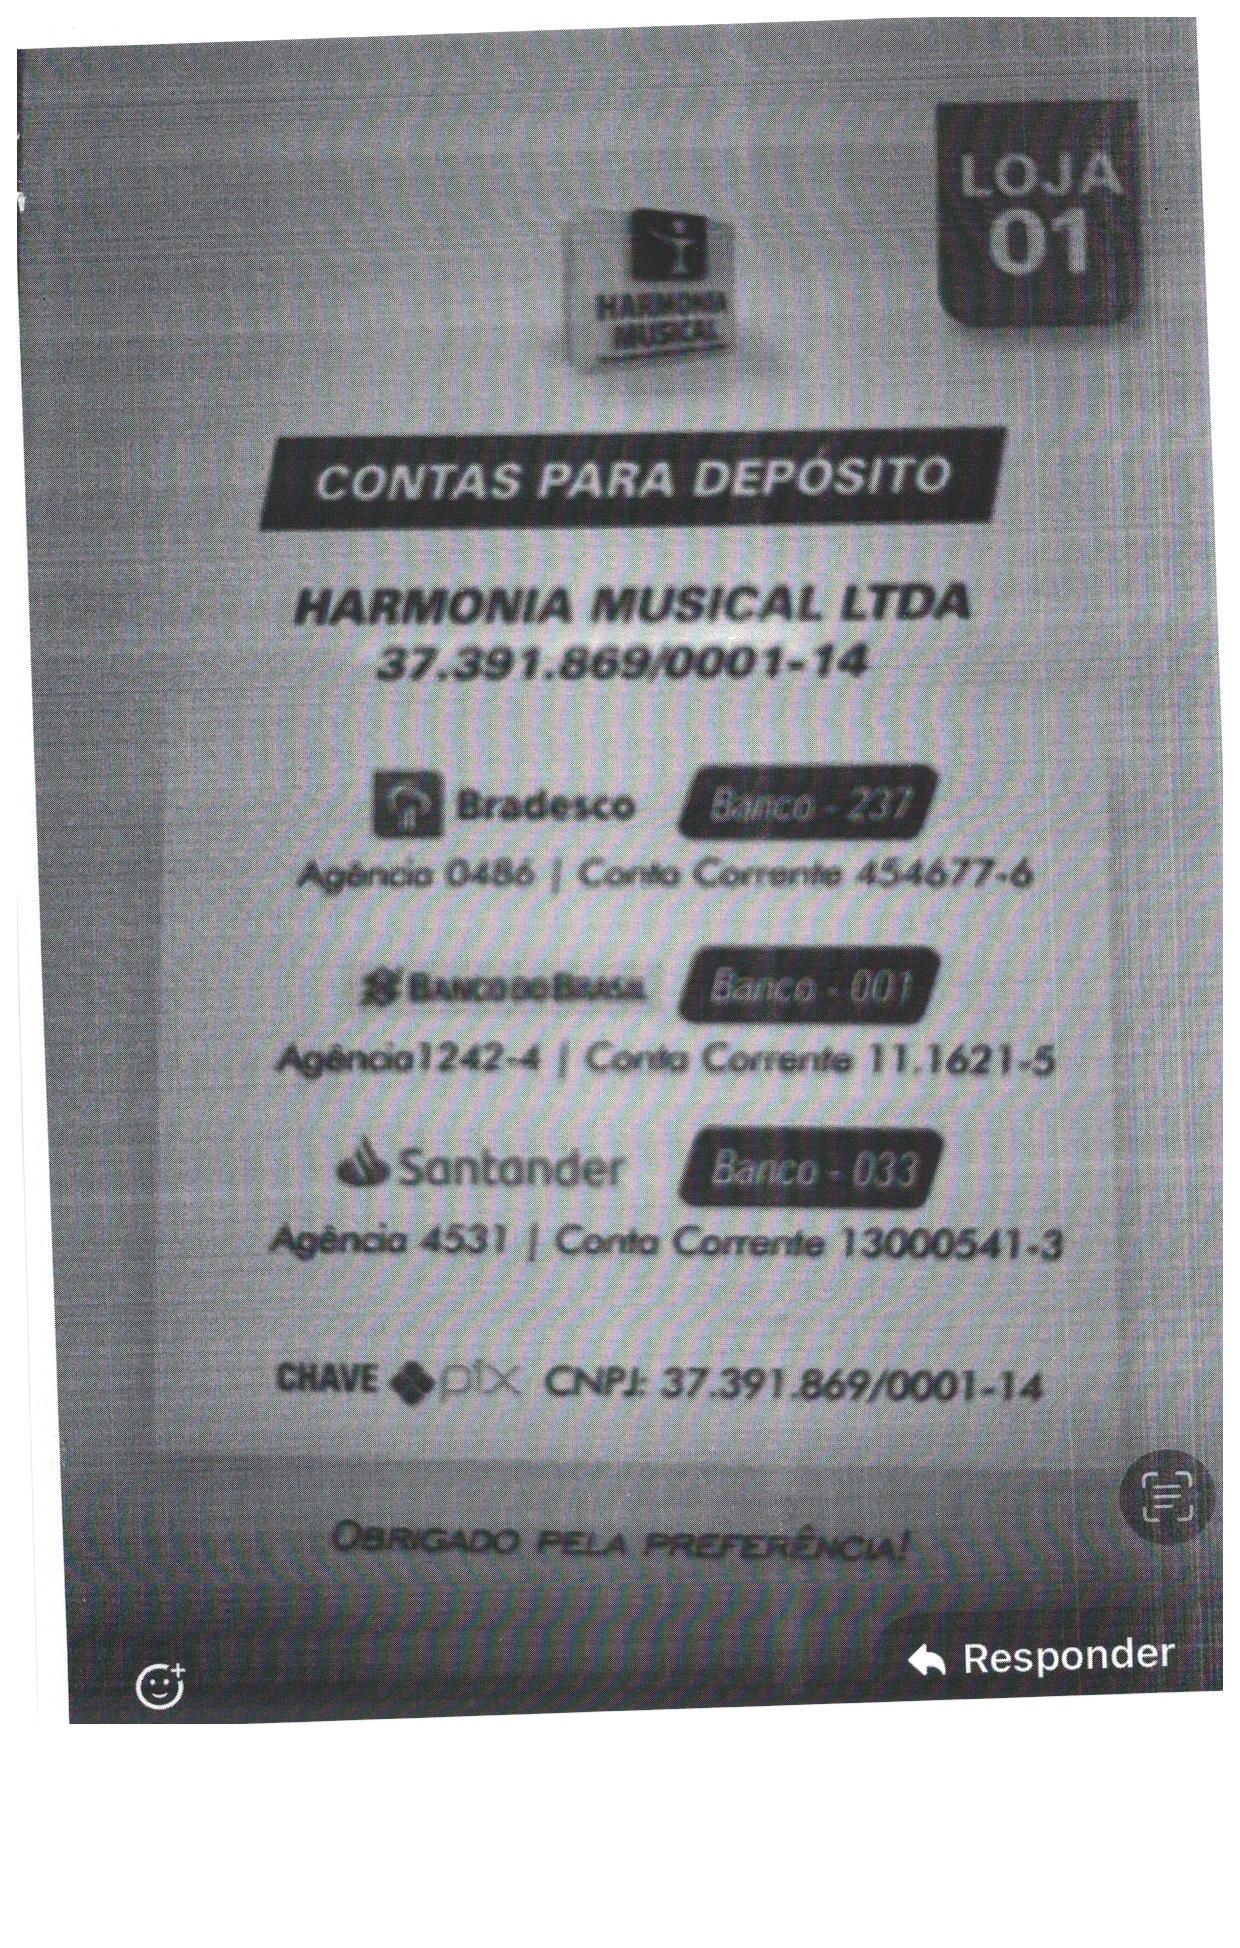 LOJA
01
HARMONIA
MUSICAL
CONTAS PARA DEPÓSITO
HARMONIA MUSICAL LTDA
37.391.869/0001-14
Bradesco Banco - 237
Agência 0486 | Conta Corrente 454677-6
BANCO DO BRASIL Banco - 001
Agência1242-4 | Conta Corrente 11.1621-5
Santander Banco - 033
Agência 4531 | Conta Corrente 13000541-3
CHAVE pix CNPJ: 37.391.869/0001-14
OBRIGADO PELA PREFERÊNCIA!
Responder